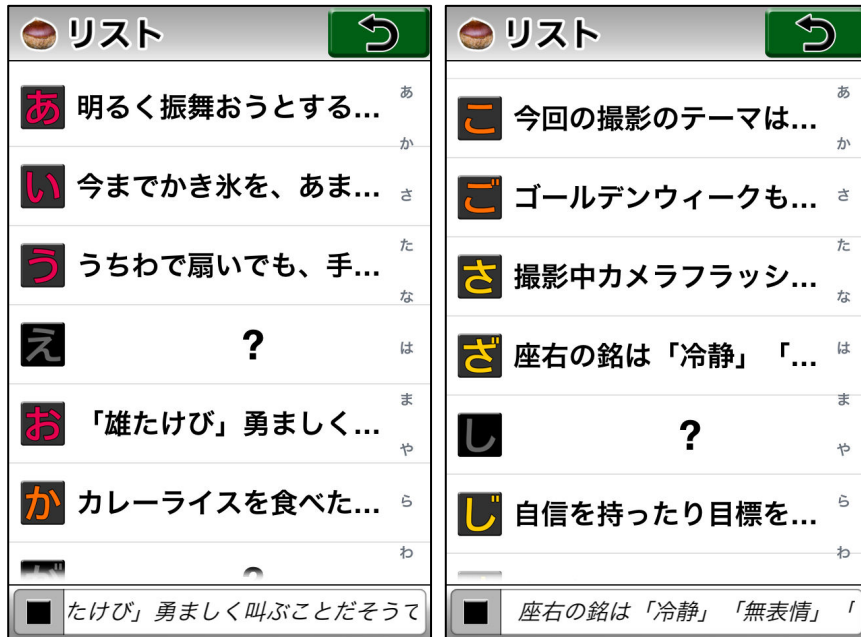 リスト
あ 明るく振舞おうとする...
い 今までかき氷を、あま...
う うちわで扇いでも、手...
え ?
お 「雄たけび」勇ましく...
か カレーライスを食べた...
あ
か
さ
た
な
は
ま
や
ら
わ
たけび」勇ましく叫ぶことだそうで
リスト
こ 今回の撮影のテーマは...
ご ゴールデンウィークも...
さ 撮影中カメラフラッシ...
ざ 座右の銘は「冷静」「...
し ?
じ 自信を持ったり目標を...
あ
か
さ
た
な
は
ま
や
ら
わ
座右の銘は「冷静」「無表情」「